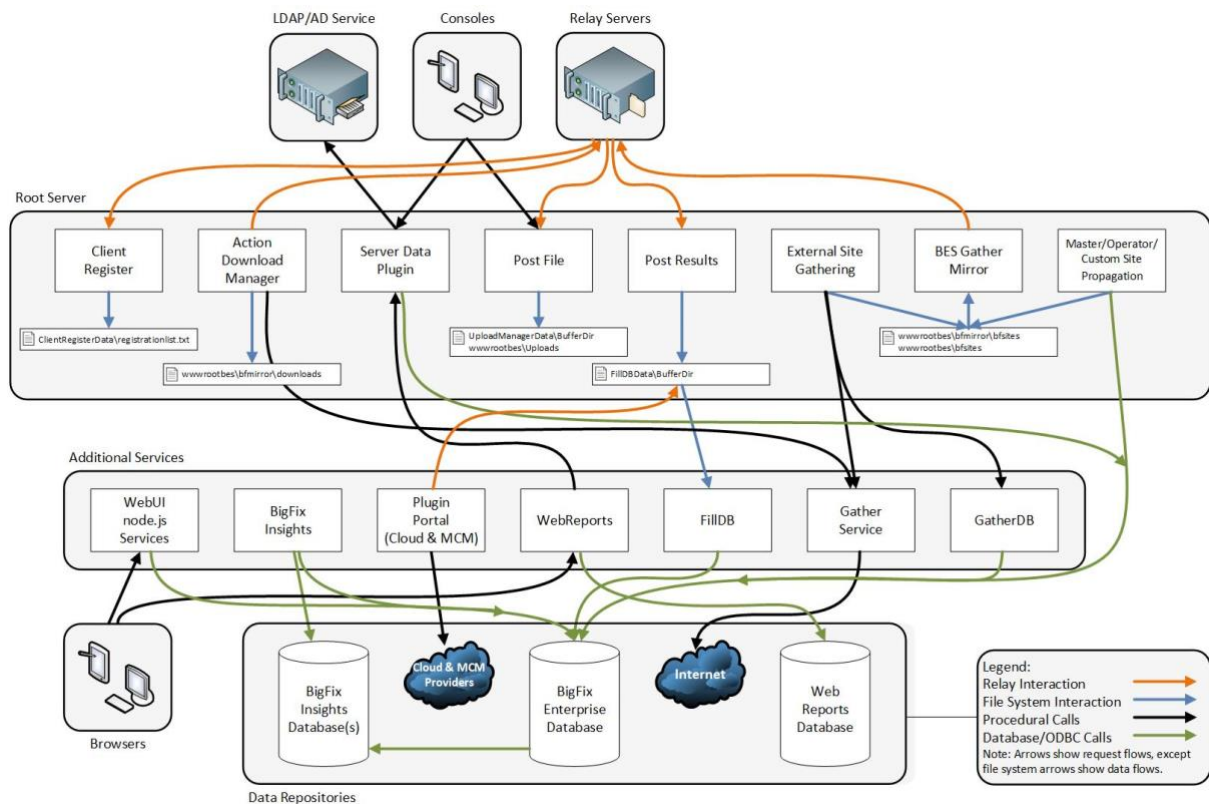 LDAP/AD Service
Consoles
Relay Servers
Root Server
Client
Register
Action
Download
Manager
Server Data
Plugin
Post File
Post Results
External Site
Gathering
BES Gather
Mirror
Master/Operator/
Custom Site
Propagation
ClientRegisterData\registrationlist.txt
wwwrootbes\bfmirror\downloads
UploadManagerData\BufferDir
wwwrootbes\Uploads
FillDBData\BufferDir
wwwrootbes\bfmirror\bfsites
wwwrootbes\bfsites
Additional Services
WebUI
node.js
Services
BigFix
Insights
Plugin
Portal
(Cloud & MCM)
WebReports
FillDB
Gather
Service
GatherDB
Browsers
BigFix
Insights
Database(s)
Cloud & MCM
Providers
BigFix
Enterprise
Database
Internet
Web
Reports
Database
Data Repositories
Legend:
Relay Interaction
File System Interaction
Procedural Calls
Database/ODBC Calls
Note: Arrows show request flows, except
file system arrows show data flows.